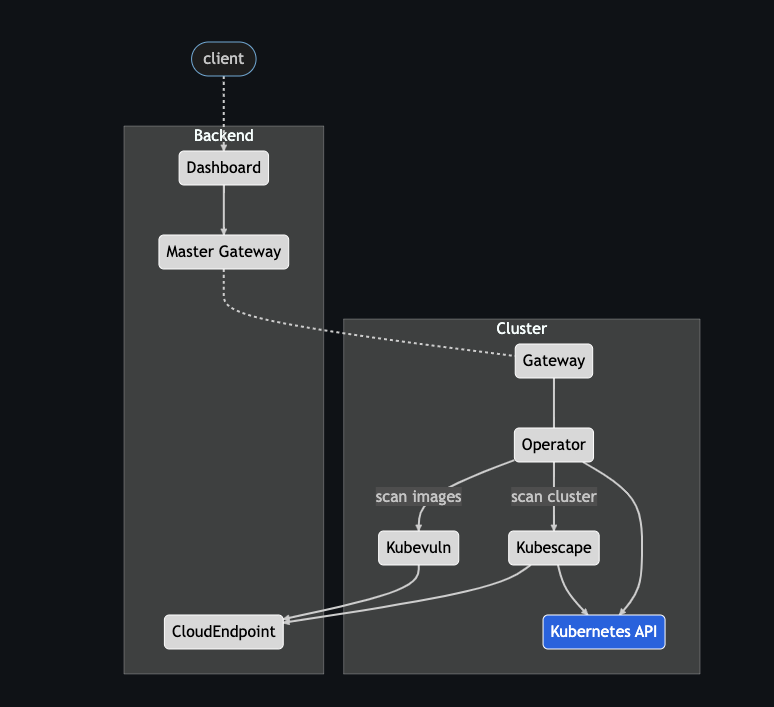 client
Backend
Dashboard
Master Gateway
Cluster
Gateway
Operator
scan images
scan cluster
Kubevuln
Kubescape
CloudEndpoint
Kubernetes API